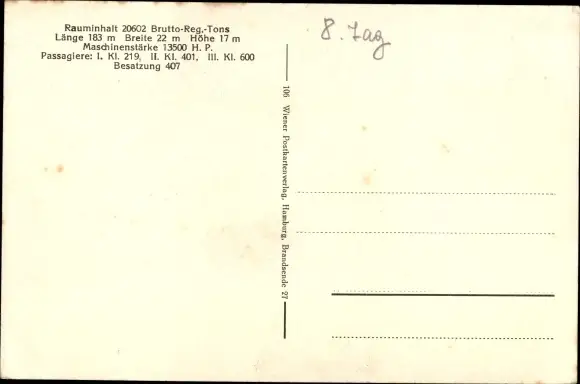 Rauminhalt 20602 Brutto-Reg.-Tons
Länge 183 m Breite 22 m Höhe 17 m
Maschinenstärke 13500 H. P.
Passagiere: I. Kl. 219, II. Kl. 401, III. Kl. 600
Besatzung 407
8. Tag
106 Wiener Postkartenverlag, Hamburg, Brandsende 27